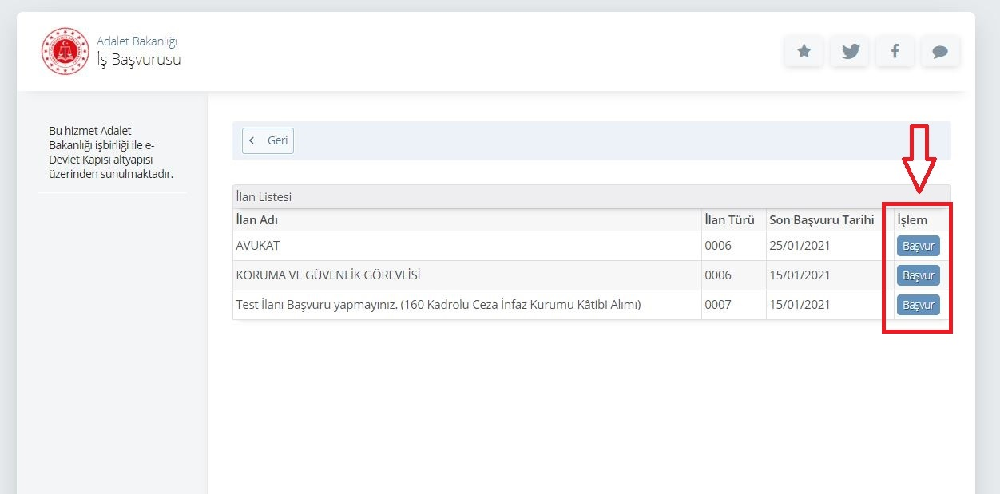 Adalet Bakanlığı
İş Başvurusu
Bu hizmet Adalet
Bakanlığı işbirliği ile e-
Devlet Kapısı altyapısı
üzerinden sunulmaktadır.
Geri
İlan Listesi
İlan Adı İlan Türü Son Başvuru Tarihi İşlem
AVUKAT 0006 25/01/2021 Başvur
KORUMA VE GÜVENLİK GÖREVLİSİ 0006 15/01/2021 Başvur
Test İlanı Başvuru yapmayınız. (160 Kadrolu Ceza İnfaz Kurumu Kâtibi Alımı) 0007 15/01/2021 Başvur